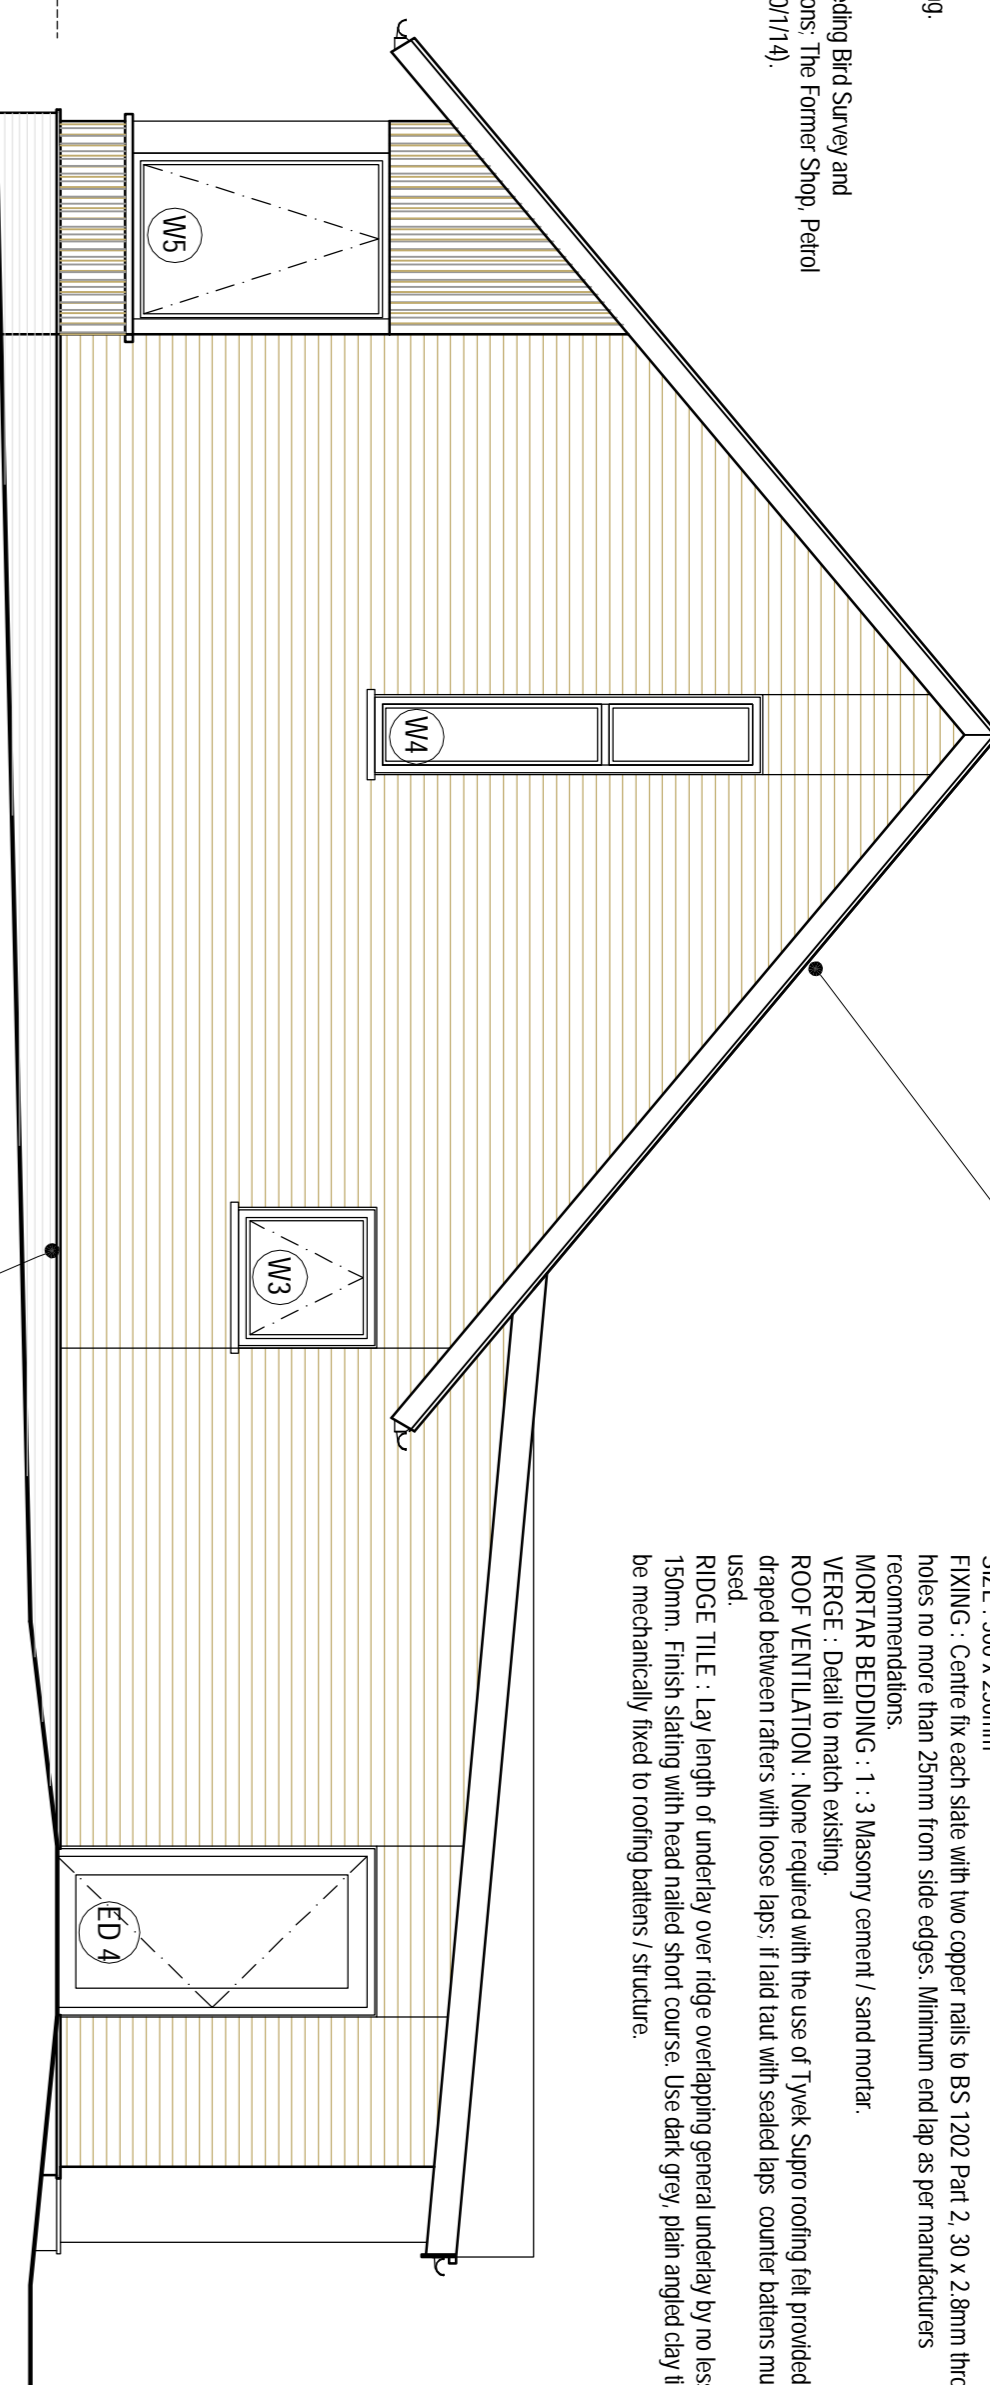 ng.
eding Bird Survey and
ons; The Former Shop, Petrol
0/1/14).
W5
W4
W3
ED 4
SIZE : 500 x 250mm
FIXING : Centre fix each slate with two copper nails to BS 1202 Part 2, 30 x 2.8mm thro
holes no more than 25mm from side edges. Minimum end lap as per manufacturers
recommendations.
MORTAR BEDDING : 1 : 3 Masonry cement / sand mortar.
VERGE : Detail to match existing.
ROOF VENTILATION : None required with the use of Tyvek Supro roofing felt provided
draped between rafters with loose laps; if laid taut with sealed laps counter battens mu
used.
RIDGE TILE : Lay length of underlay over ridge overlapping general underlay by no less
150mm. Finish slating with head nailed short course. Use dark grey, plain angled clay ti
be mechanically fixed to roofing battens / structure.